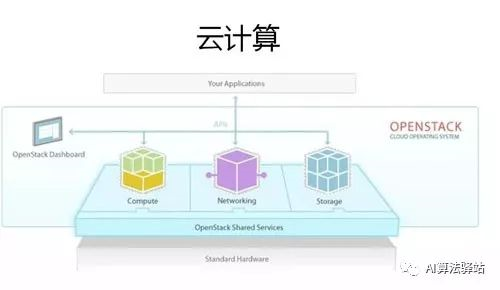 云计算
Your Applications
APIs
OPENSTACK
CLOUD OPERATING SYSTEM
OpenStack Dashboard
Compute
Networking
Storage
OpenStack Shared Services
Standard Hardware
AI算法驿站